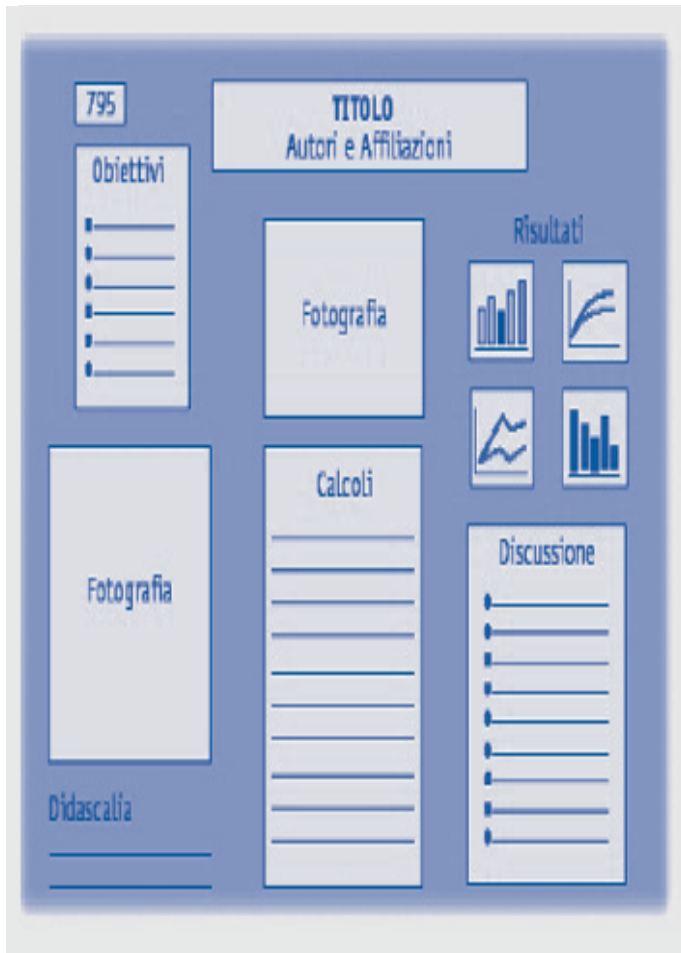 795
TITOLO
Autori e Affiliazioni
Obiettivi
Fotografia
Risultati
Fotografia
Didascalia
Calcoli
Discussione